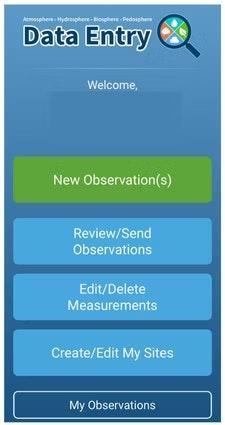 Atmosphere - Hydrosphere - Biosphere - Pedosphere
Data Entry
Welcome,
New Observation(s)
Review/Send
Observations
Edit/Delete
Measurements
Create/Edit My Sites
My Observations